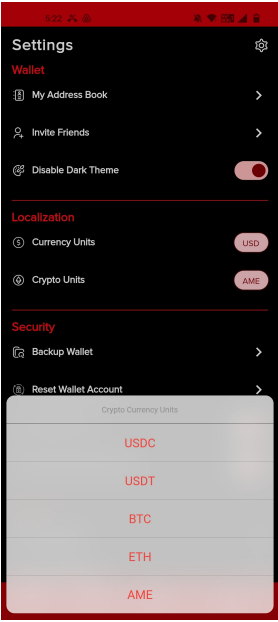 5:22
Settings
Wallet
My Address Book
Invite Friends
Disable Dark Theme
Localization
Currency Units
USD
Crypto Units
AME
Security
Backup Wallet
Reset Wallet Account
Crypto Currency Units
USDC
USDT
BTC
ETH
AME